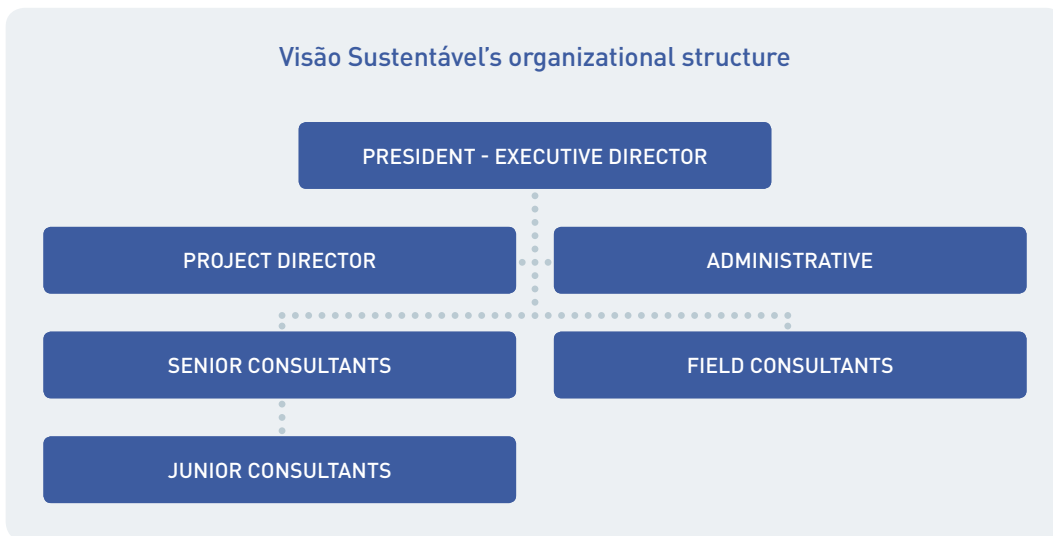 Visão Sustentável’s organizational structure
PRESIDENT - EXECUTIVE DIRECTOR
PROJECT DIRECTOR
ADMINISTRATIVE
SENIOR CONSULTANTS
FIELD CONSULTANTS
JUNIOR CONSULTANTS